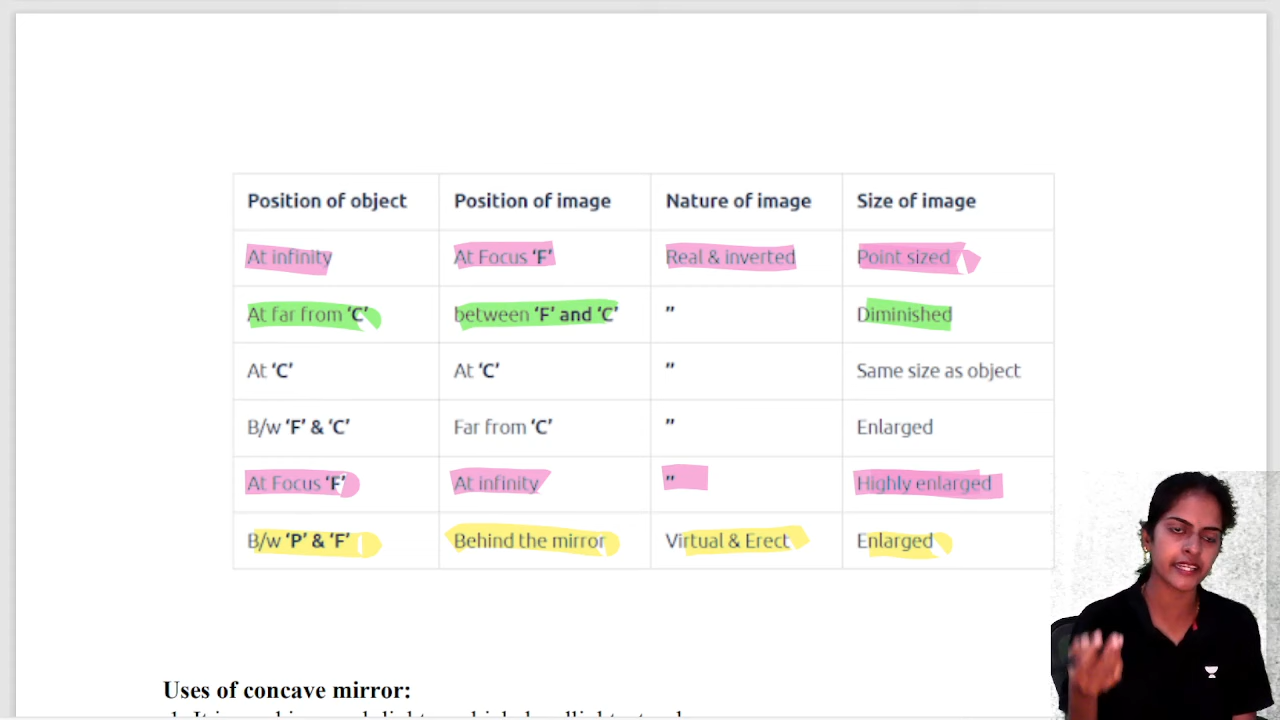 Position of object Position of image Nature of image Size of image
At infinity At Focus ‘F’ Real & inverted Point sized
At far from ‘C’ between ‘F’ and ‘C’ ” Diminished
At ‘C’ At ‘C’ ” Same size as object
B/w ‘F’ & ‘C’ Far from ‘C’ ” Enlarged
At Focus ‘F’ At infinity ” Highly enlarged
B/w ‘P’ & ‘F’ Behind the mirror Virtual & Erect Enlarged
Uses of concave mirror: